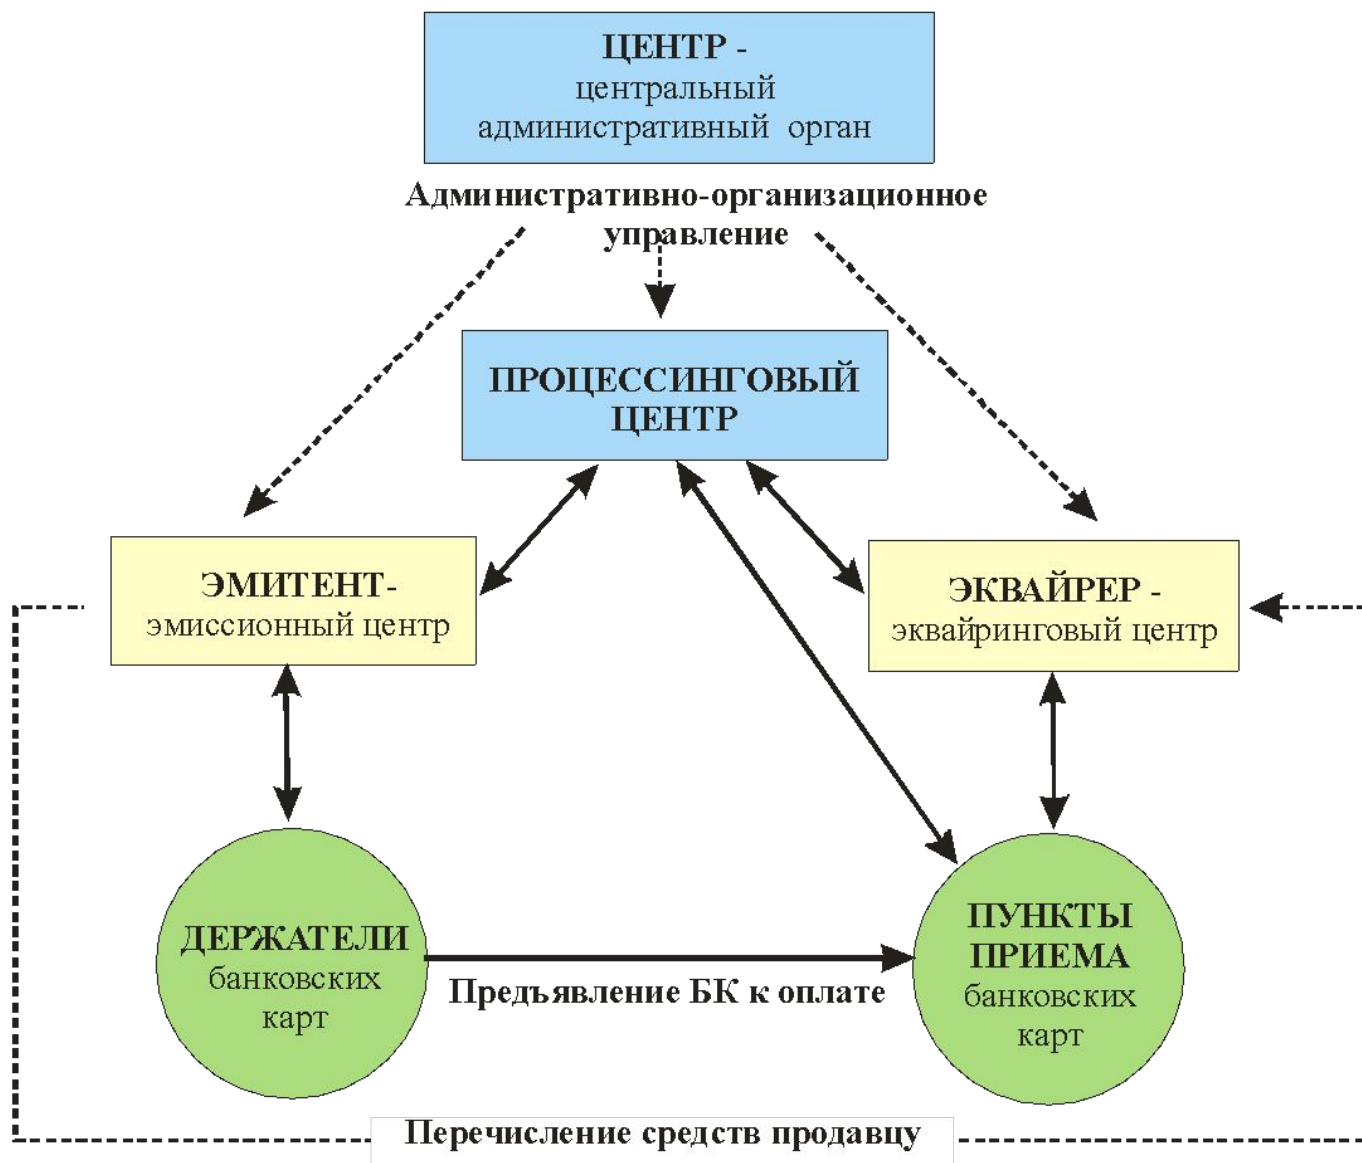 ЦЕНТР -
центральный
административный орган
Административно-организационное
управление
ПРОЦЕССИНГОВЫЙ
ЦЕНТР
ЭМИТЕНТ-
эмиссионный центр
ЭКВАЙРЕР -
эквайринговый центр
ДЕРЖАТЕЛИ
банковских
карт
Предъявление БК к оплате
ПУНКТЫ
ПРИЕМА
банковских
карт
Перечисление средств продавцу